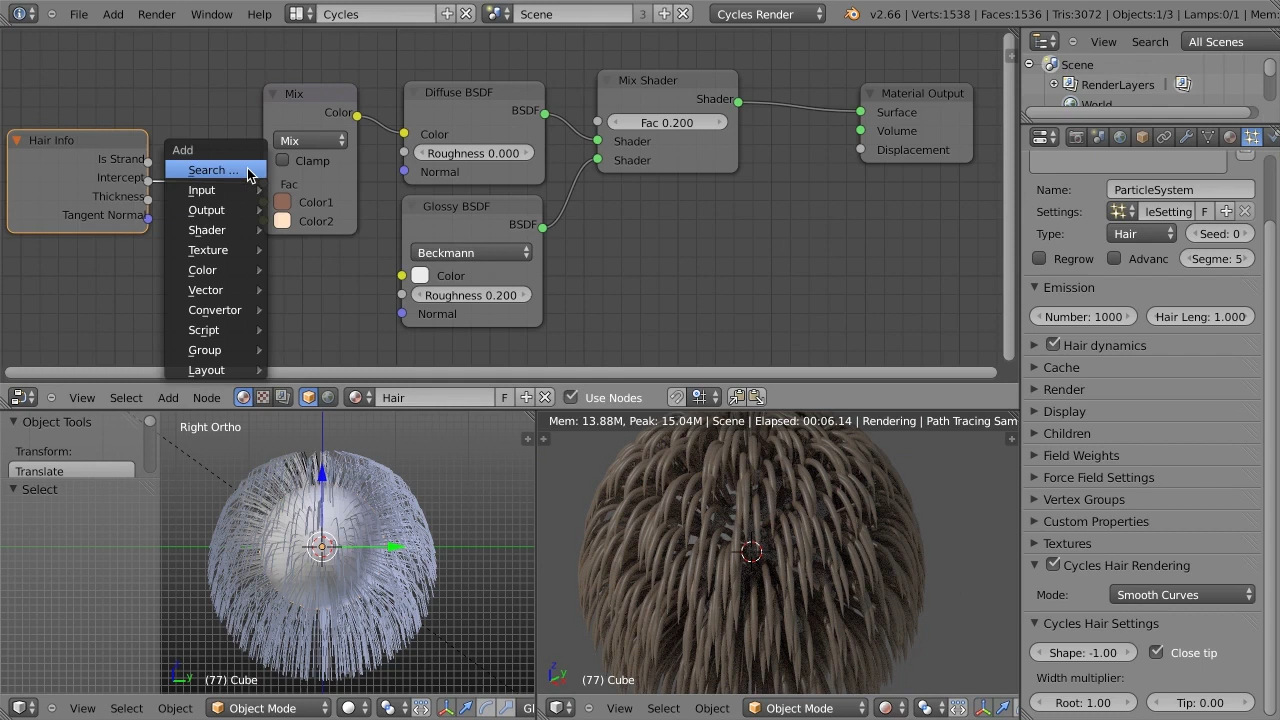 File Add Render Window Help Cycles Scene 3 Cycles Render v2.66 | Verts:1538 | Faces:1536 | Tris:3072 | Objects:1/3 | Lamps:0/1 | Mem
View Search All Scenes
Scene
RenderLayers
World
Hair Info
Is Strand
Intercept
Thickness
Tangent Normal
Add
Search ...
Input
Output
Shader
Texture
Color
Vector
Convertor
Script
Group
Layout
Mix
Color
Mix
Clamp
Fac
Color1
Color2
Diffuse BSDF
BSDF
Color
Roughness 0.000
Normal
Glossy BSDF
BSDF
Beckmann
Color
Roughness 0.200
Normal
Mix Shader
Shader
Fac 0.200
Shader
Shader
Material Output
Surface
Volume
Displacement
View Select Add Node Hair F Use Nodes
Object Tools
Transform:
Translate
Select
Right Ortho
(77) Cube
Mem: 13.88M, Peak: 15.04M | Scene | Elapsed: 00:06.14 | Rendering | Path Tracing Sam
(77) Cube
View Select Object Object Mode Gl
View Select Object Object Mode
Name: ParticleSystem
Settings: leSetting F
Type: Hair Seed: 0
Regrow Advanc Segme: 5
Emission
Number: 1000 Hair Len: 1.000
Hair dynamics
Cache
Render
Display
Children
Field Weights
Force Field Settings
Vertex Groups
Custom Properties
Textures
Cycles Hair Rendering
Mode: Smooth Curves
Cycles Hair Settings
Shape: -1.00 Close tip
Width multiplier:
Root: 1.00 Tip: 0.00